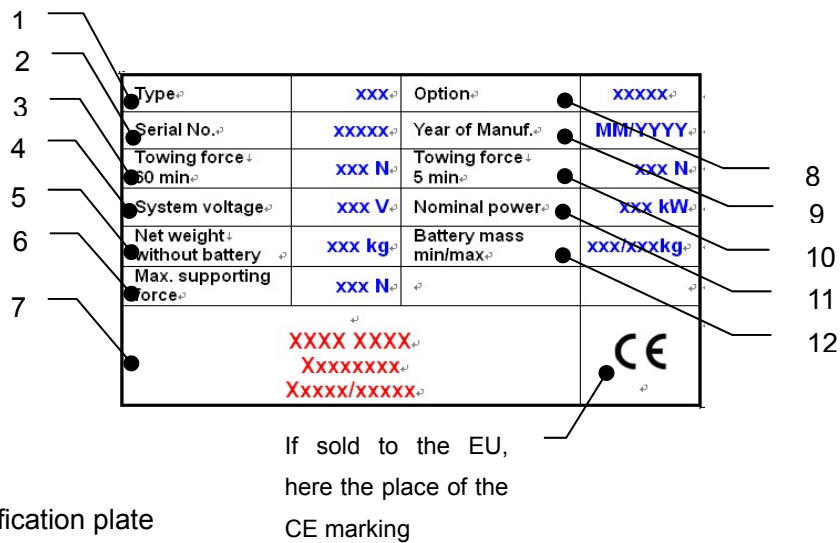 1
2
3
4
5
6
7
Type xxx Option xxxxx
Serial No. xxxxx Year of Manuf. MM/YYYY
Towing force 60 min xxx N Towing force 5 min xxx N
System voltage xxx V Nominal power xxx kW
Net weight without battery xxx kg Battery mass min/max xxx/xxxkg
Max. supporting force xxx N
XXXX XXXX
Xxxxxxxx
Xxxxx/xxxxx
CE
8
9
10
11
12
If sold to the EU,
here the place of the
CE marking
fication plate